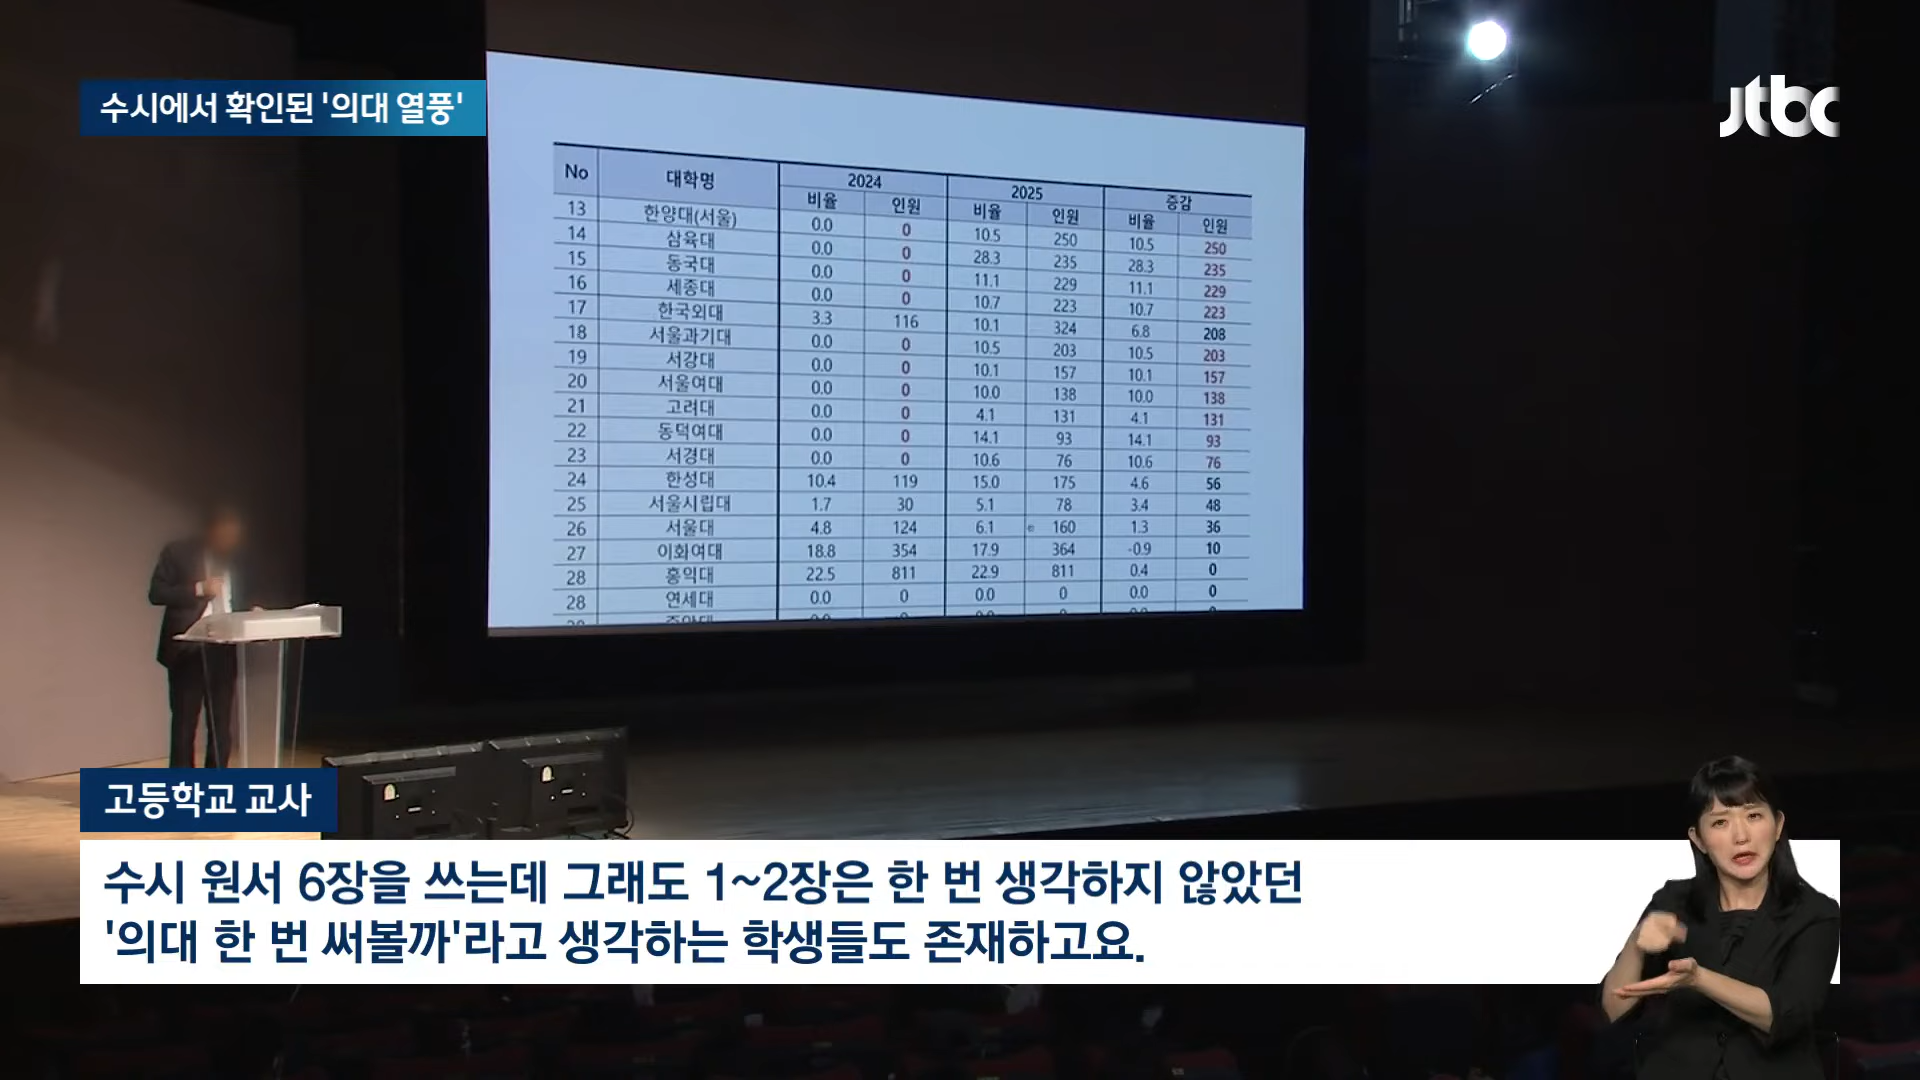 수시에서 확인된 '의대 열풍'
jtbc
No 대학명 2024 2025 증감
비율 인원 비율 인원 비율 인원
13 한양대(서울) 0.0 0 10.5 250 10.5 250
14 삼육대 0.0 0 28.3 235 28.3 235
15 동국대 0.0 0 11.1 229 11.1 229
16 세종대 0.0 0 10.7 223 10.7 223
17 한국외대 3.3 116 10.1 324 6.8 208
18 서울과기대 0.0 0 10.5 203 10.5 203
19 서강대 0.0 0 10.1 157 10.1 157
20 서울여대 0.0 0 10.0 138 10.0 138
21 고려대 0.0 0 4.1 131 4.1 131
22 동덕여대 0.0 0 14.1 93 14.1 93
23 서경대 0.0 0 10.6 76 10.6 76
24 한성대 10.4 119 15.0 175 4.6 56
25 서울시립대 1.7 30 5.1 78 3.4 48
26 서울대 4.8 124 6.1 160 1.3 36
27 이화여대 18.8 354 17.9 364 -0.9 10
28 홍익대 22.5 811 22.9 811 0.4 0
28 연세대 0.0 0 0.0 0 0.0 0
고등학교 교사
수시 원서 6장을 쓰는데 그래도 1~2장은 한 번 생각하지 않았던
'의대 한 번 써볼까'라고 생각하는 학생들도 존재하고요.